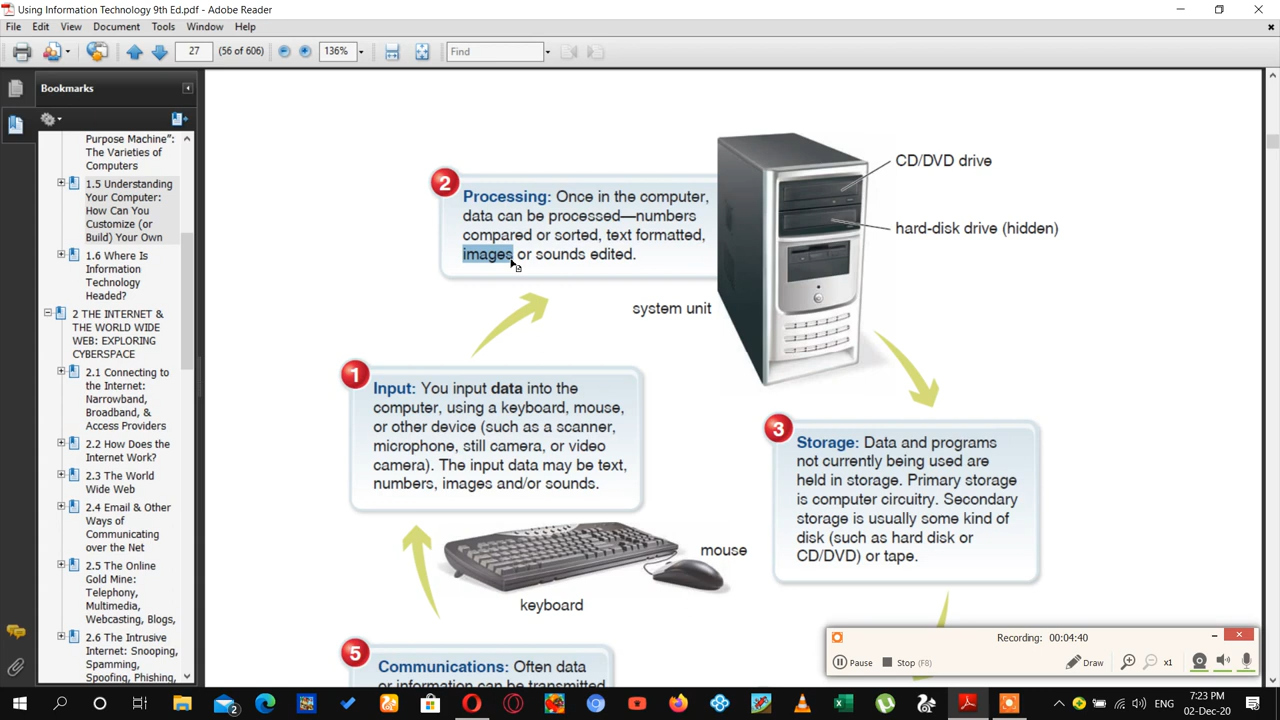 Using Information Technology 9th Ed.pdf - Adobe Reader
File Edit View Document Tools Window Help
27 (56 of 606) 136% Find
Bookmarks
Purpose Machine":
The Varieties of
Computers
1.5 Understanding
Your Computer:
How Can You
Customize (or
Build) Your Own
1.6 Where Is
Information
Technology
Headed?
2 THE INTERNET &
THE WORLD WIDE
WEB: EXPLORING
CYBERSPACE
2.1 Connecting to
the Internet:
Narrowband,
Broadband, &
Access Providers
2.2 How Does the
Internet Work?
2.3 The World
Wide Web
2.4 Email & Other
Ways of
Communicating
over the Net
2.5 The Online
Gold Mine:
Telephony,
Multimedia,
Webcasting, Blogs,
2.6 The Intrusive
Internet: Snooping,
Spamming,
Spoofing, Phishing,
2
Processing: Once in the computer,
data can be processed—numbers
compared or sorted, text formatted,
images or sounds edited.
CD/DVD drive
hard-disk drive (hidden)
system unit
1
Input: You input data into the
computer, using a keyboard, mouse,
or other device (such as a scanner,
microphone, still camera, or video
camera). The input data may be text,
numbers, images and/or sounds.
3
Storage: Data and programs
not currently being used are
held in storage. Primary storage
is computer circuitry. Secondary
storage is usually some kind of
disk (such as hard disk or
CD/DVD) or tape.
mouse
keyboard
5
Communications: Often data
or information can be transmitted
Recording: 00:04:40
Pause Stop (F8) Draw x1
2
ENG
7:23 PM
02-Dec-20